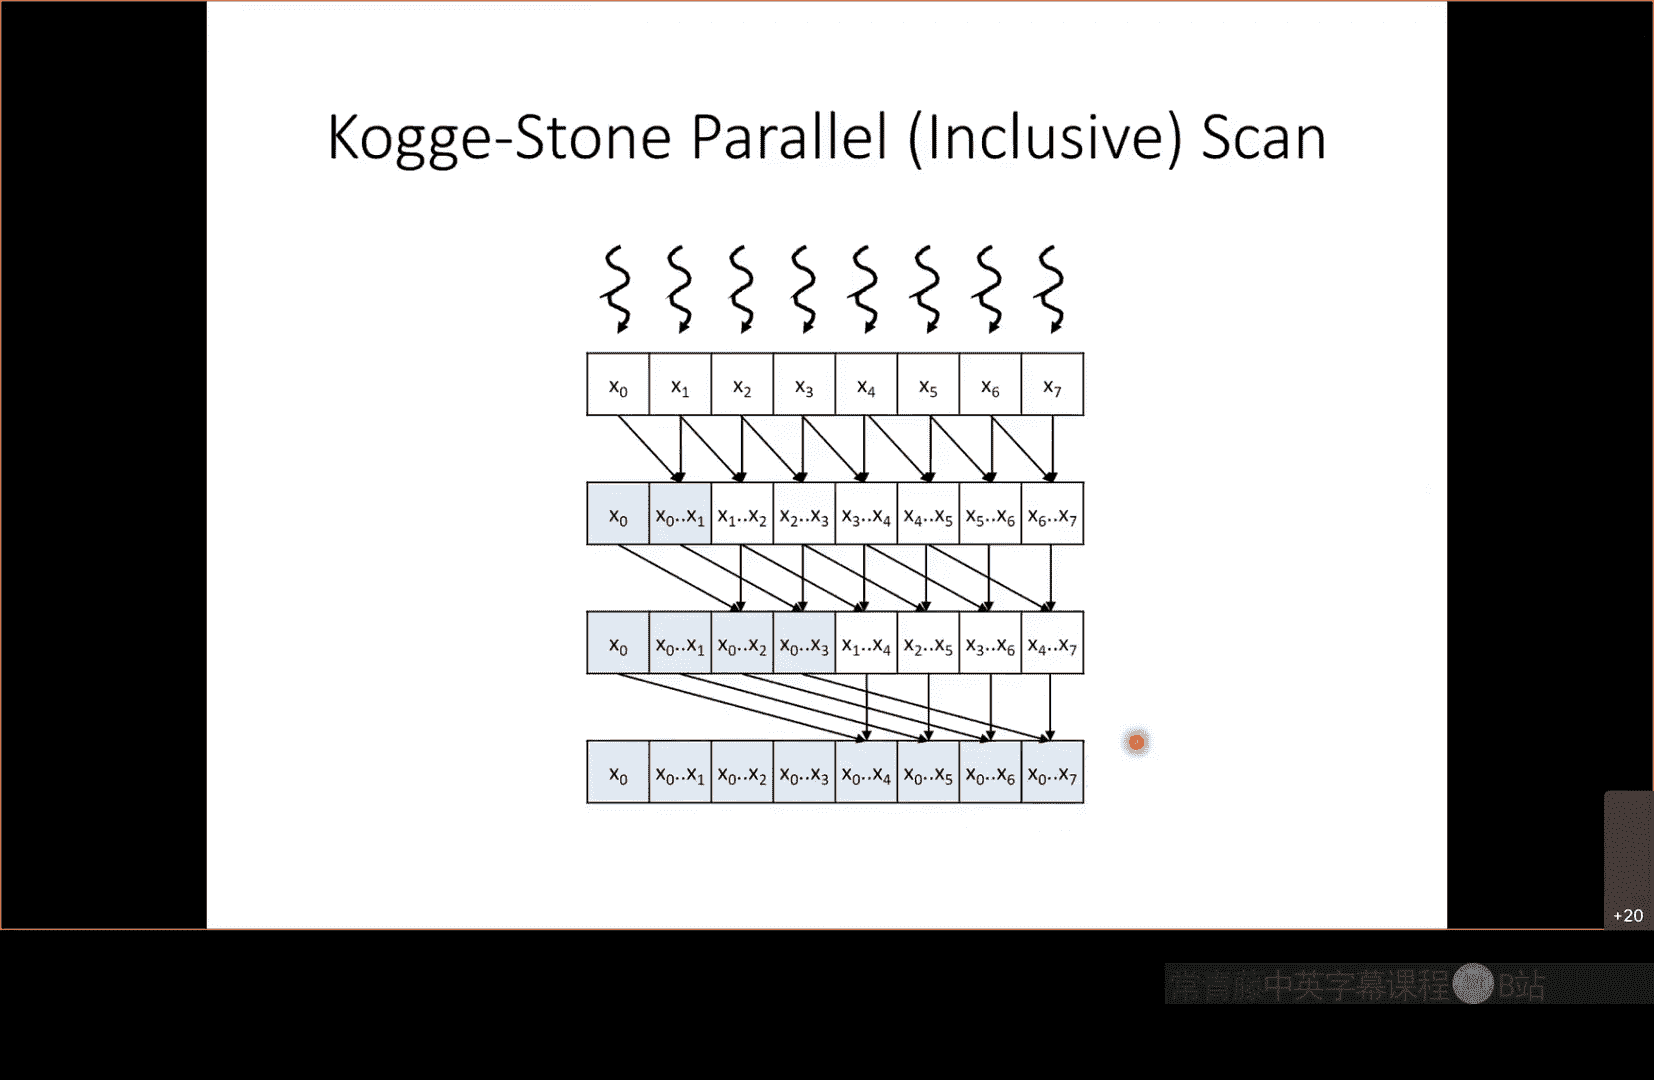 Kogge-Stone Parallel (Inclusive) Scan
x₀ x₁ x₂ x₃ x₄ x₅ x₆ x₇
x₀ x₀..x₁ x₁..x₂ x₂..x₃ x₃..x₄ x₄..x₅ x₅..x₆ x₆..x₇
x₀ x₀..x₁ x₀..x₂ x₀..x₃ x₁..x₄ x₂..x₅ x₃..x₆ x₄..x₇
x₀ x₀..x₁ x₀..x₂ x₀..x₃ x₀..x₄ x₀..x₅ x₀..x₆ x₀..x₇
+20
常青藤中英字幕课程 B站